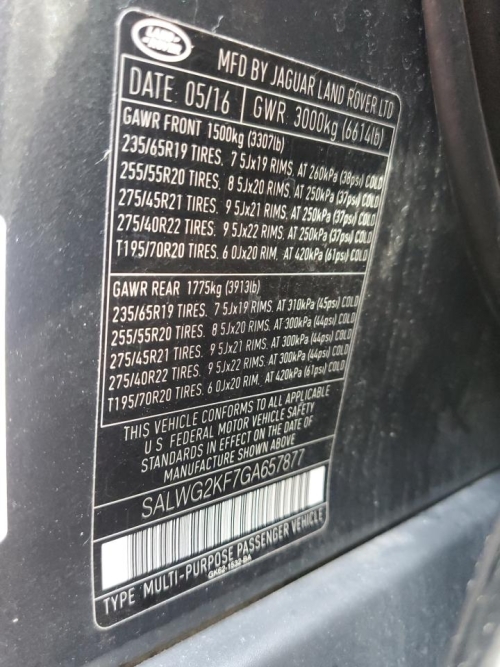 LAND ROVER
MFD BY JAGUAR LAND ROVER LTD
DATE: 05/16 GWR 3000kg (6614lb)
GAWR FRONT 1500kg (3307lb)
235/65R19 TIRES. 7 5Jx19 RIMS, AT 260kPa (38psi) COLD
255/55R20 TIRES. 8 5Jx20 RIMS, AT 250kPa (37psi) COLD
275/45R21 TIRES. 9 5Jx21 RIMS, AT 250kPa (37psi) COLD
275/40R22 TIRES. 9 5Jx22 RIMS, AT 250kPa (37psi) COLD
T195/70R20 TIRES. 6 0Jx20 RIM, AT 420kPa (61psi) COLD
GAWR REAR 1775kg (3913lb)
235/65R19 TIRES. 7 5Jx19 RIMS, AT 310kPa (45psi) COLD
255/55R20 TIRES. 8 5Jx20 RIMS, AT 300kPa (44psi) COLD
275/45R21 TIRES. 9 5Jx21 RIMS, AT 300kPa (44psi) COLD
275/40R22 TIRES. 9 5Jx22 RIMS, AT 300kPa (44psi) COLD
T195/70R20 TIRES. 6 0Jx20 RIM, AT 420kPa (61psi) COLD
THIS VEHICLE CONFORMS TO ALL APPLICABLE
U S FEDERAL MOTOR VEHICLE SAFETY
STANDARDS IN EFFECT ON THE DATE OF
MANUFACTURE SHOWN ABOVE
SALWG2KF7GA657877
TYPE MULTI-PURPOSE PASSENGER VEHICLE
GK62-1532-BA